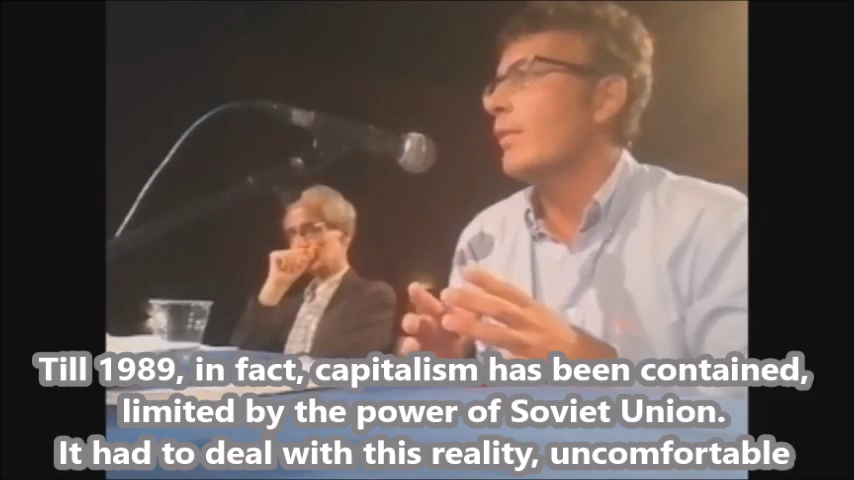 Till 1989, in fact, capitalism has been contained,
limited by the power of Soviet Union.
It had to deal with this reality, uncomfortable